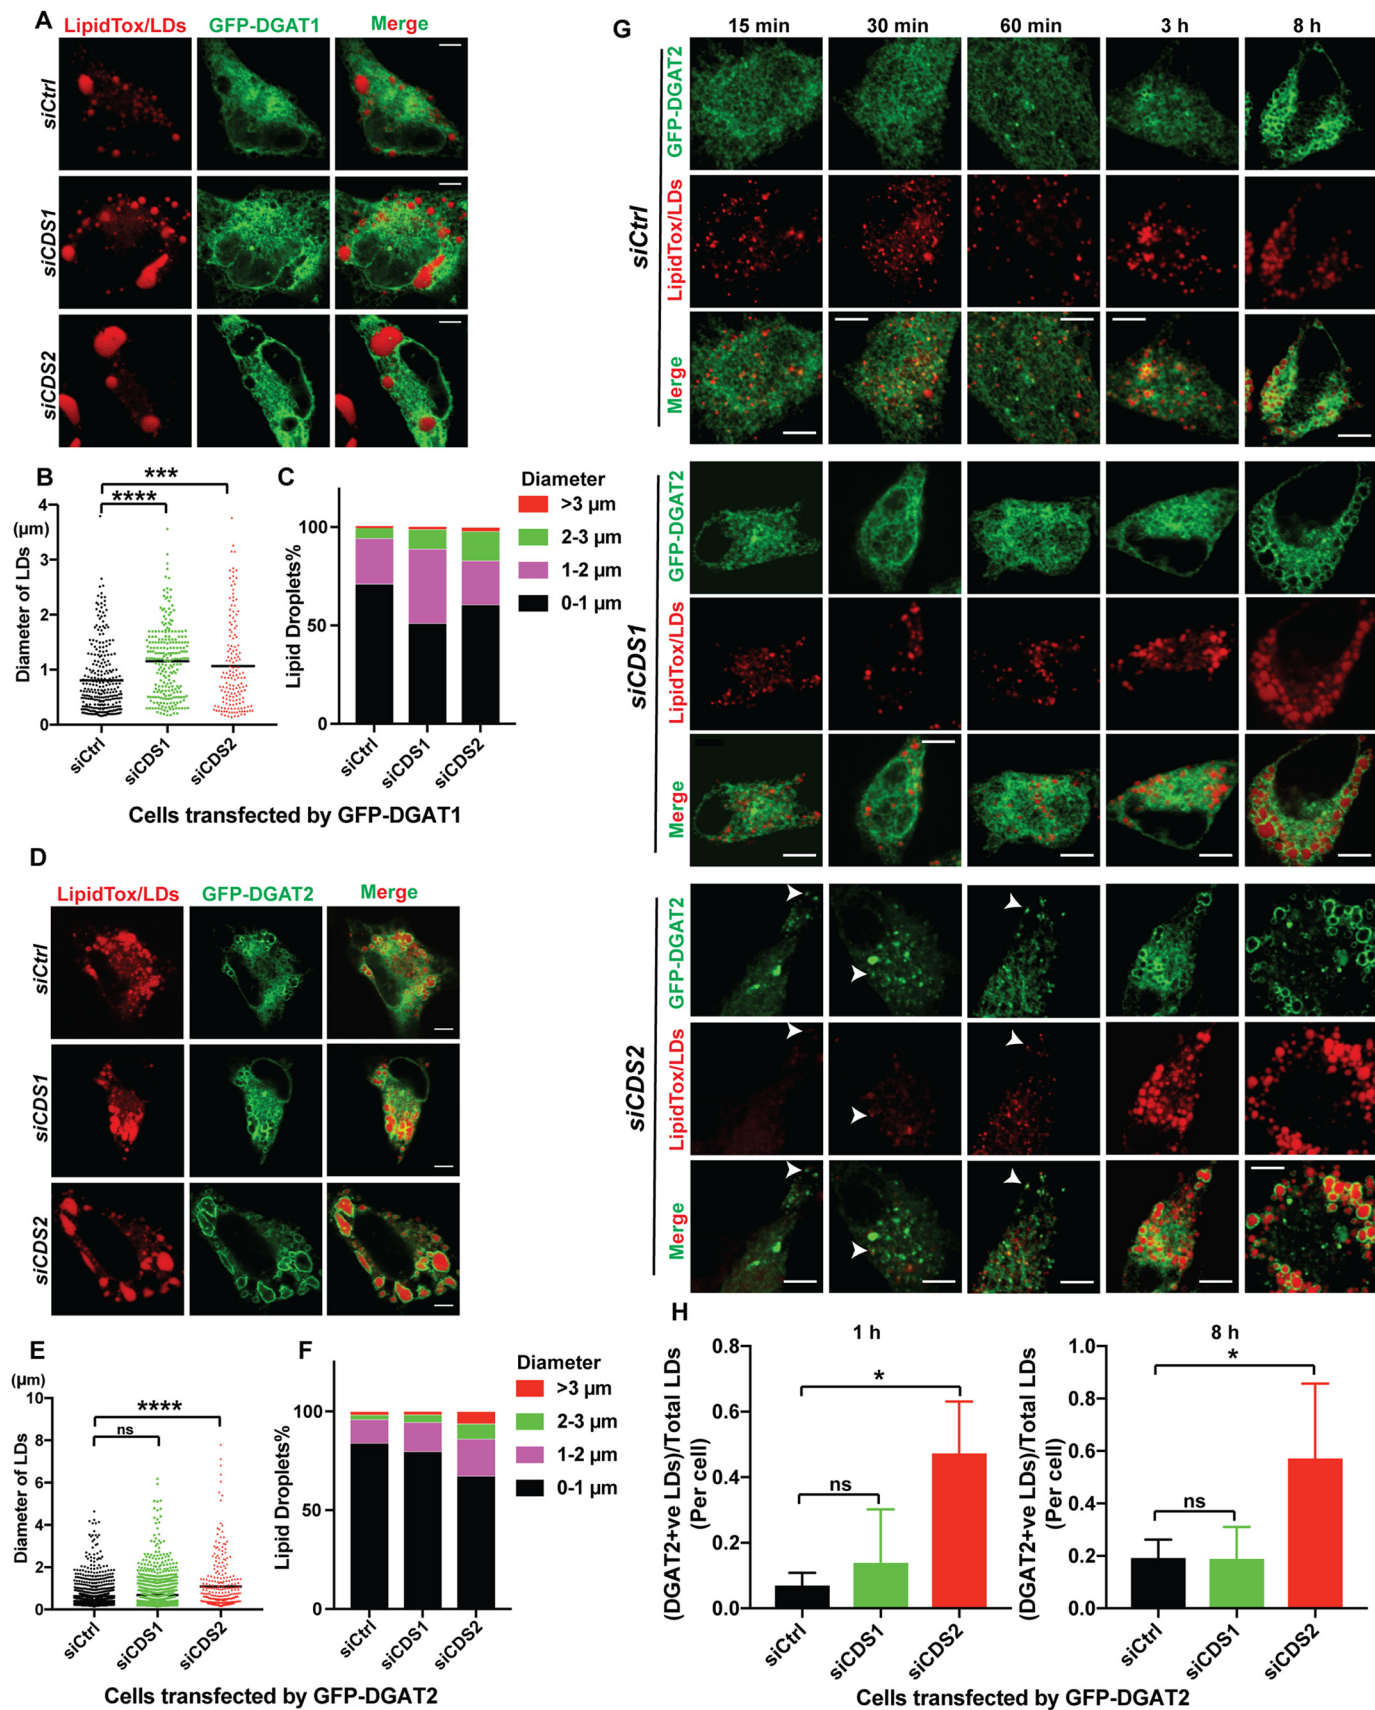 A
LipidTox/LDs GFP-DGAT1 Merge
siCtrl
siCDS1
siCDS2
B
***
****
(μm)
Diameter of LDs
4
3
2
1
0
siCtrl siCDS1 siCDS2
C
Diameter
>3 μm
2-3 μm
1-2 μm
0-1 μm
Lipid Droplets%
100
50
0
siCtrl siCDS1 siCDS2
Cells transfected by GFP-DGAT1
D
LipidTox/LDs GFP-DGAT2 Merge
siCtrl
siCDS1
siCDS2
E
(μm)
****
ns
Diameter of LDs
10
8
6
4
2
0
siCtrl siCDS1 siCDS2
F
Diameter
>3 μm
2-3 μm
1-2 μm
0-1 μm
Lipid Droplets%
100
50
0
siCtrl siCDS1 siCDS2
Cells transfected by GFP-DGAT2
G
15 min 30 min 60 min 3 h 8 h
siCtrl
GFP-DGAT2
LipidTox/LDs
Merge
siCDS1
GFP-DGAT2
LipidTox/LDs
Merge
siCDS2
GFP-DGAT2
LipidTox/LDs
Merge
H
1 h
(DGAT2+ve LDs)/Total LDs
(Per cell)
0.8
0.6
0.4
0.2
0.0
*
ns
siCtrl siCDS1 siCDS2
8 h
(DGAT2+ve LDs)/Total LDs
(Per cell)
1.0
0.8
0.6
0.4
0.2
0.0
*
ns
siCtrl siCDS1 siCDS2
Cells transfected by GFP-DGAT2